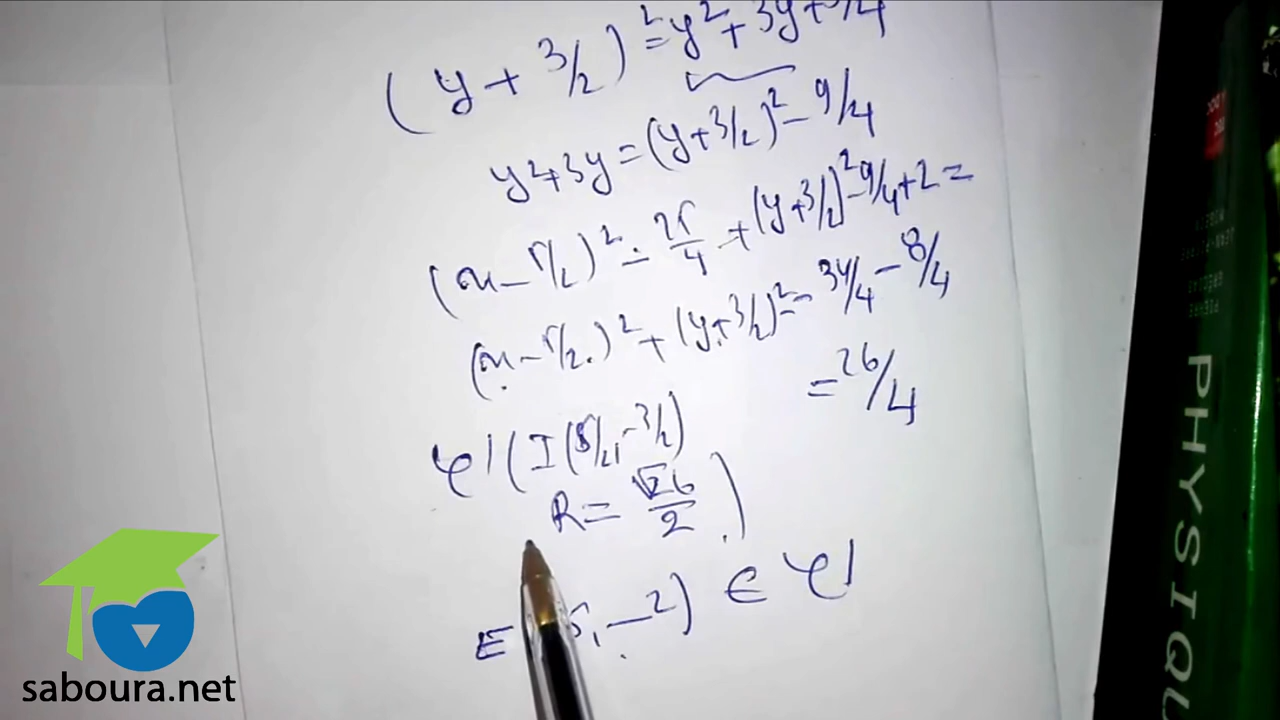 (y + 3/2)² = y² + 3y + 9/4
y² + 3y = (y + 3/2)² - 9/4
(x - 5/2)² - 25/4 + (y + 3/2)² - 9/4 + 2 =
(x - 5/2)² + (y + 3/2)² = 34/4 - 8/4
= 26/4
(I (5/2, -3/2)
R = √26/2 )
E 5, -2) ∈
PHYSIQU
saboura.net